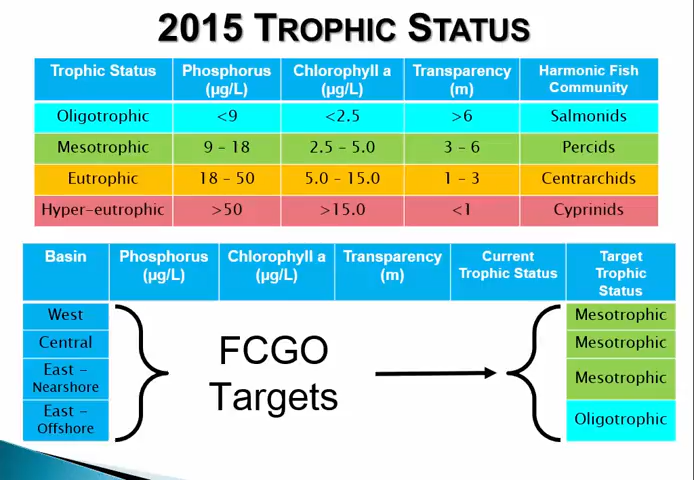 2015 TROPHIC STATUS
Trophic Status Phosphorus (µg/L) Chlorophyll a (µg/L) Transparency (m) Harmonic Fish Community
Oligotrophic <9 <2.5 >6 Salmonids
Mesotrophic 9 – 18 2.5 – 5.0 3 – 6 Percids
Eutrophic 18 – 50 5.0 – 15.0 1 – 3 Centrarchids
Hyper-eutrophic >50 >15.0 <1 Cyprinids
Basin Phosphorus (µg/L) Chlorophyll a (µg/L) Transparency (m) Current Trophic Status Target Trophic Status
West Mesotrophic
Central Mesotrophic
East – Nearshore Mesotrophic
East – Offshore Oligotrophic
FCGO
Targets